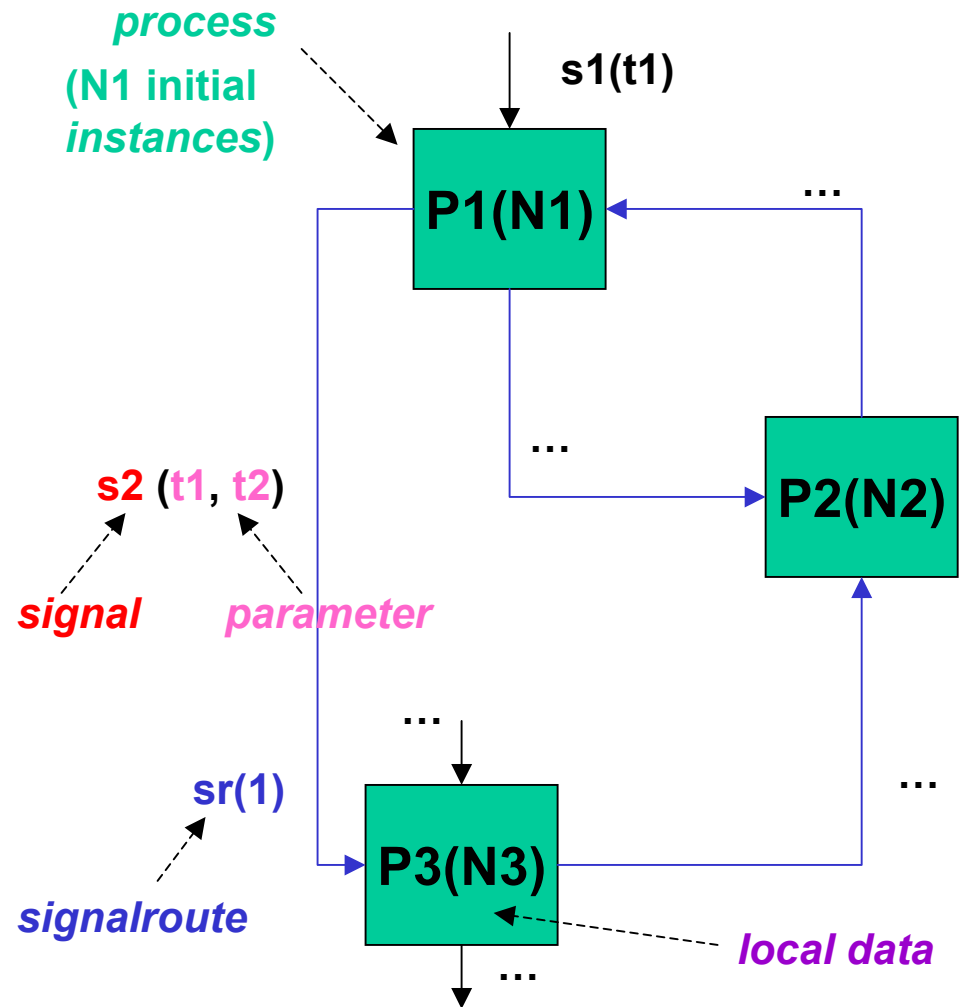 process
(N1 initial
instances)
s1(t1)
P1(N1)
...
...
P2(N2)
s2 (t1, t2)
signal
parameter
...
sr(1)
...
P3(N3)
signalroute
local data
...